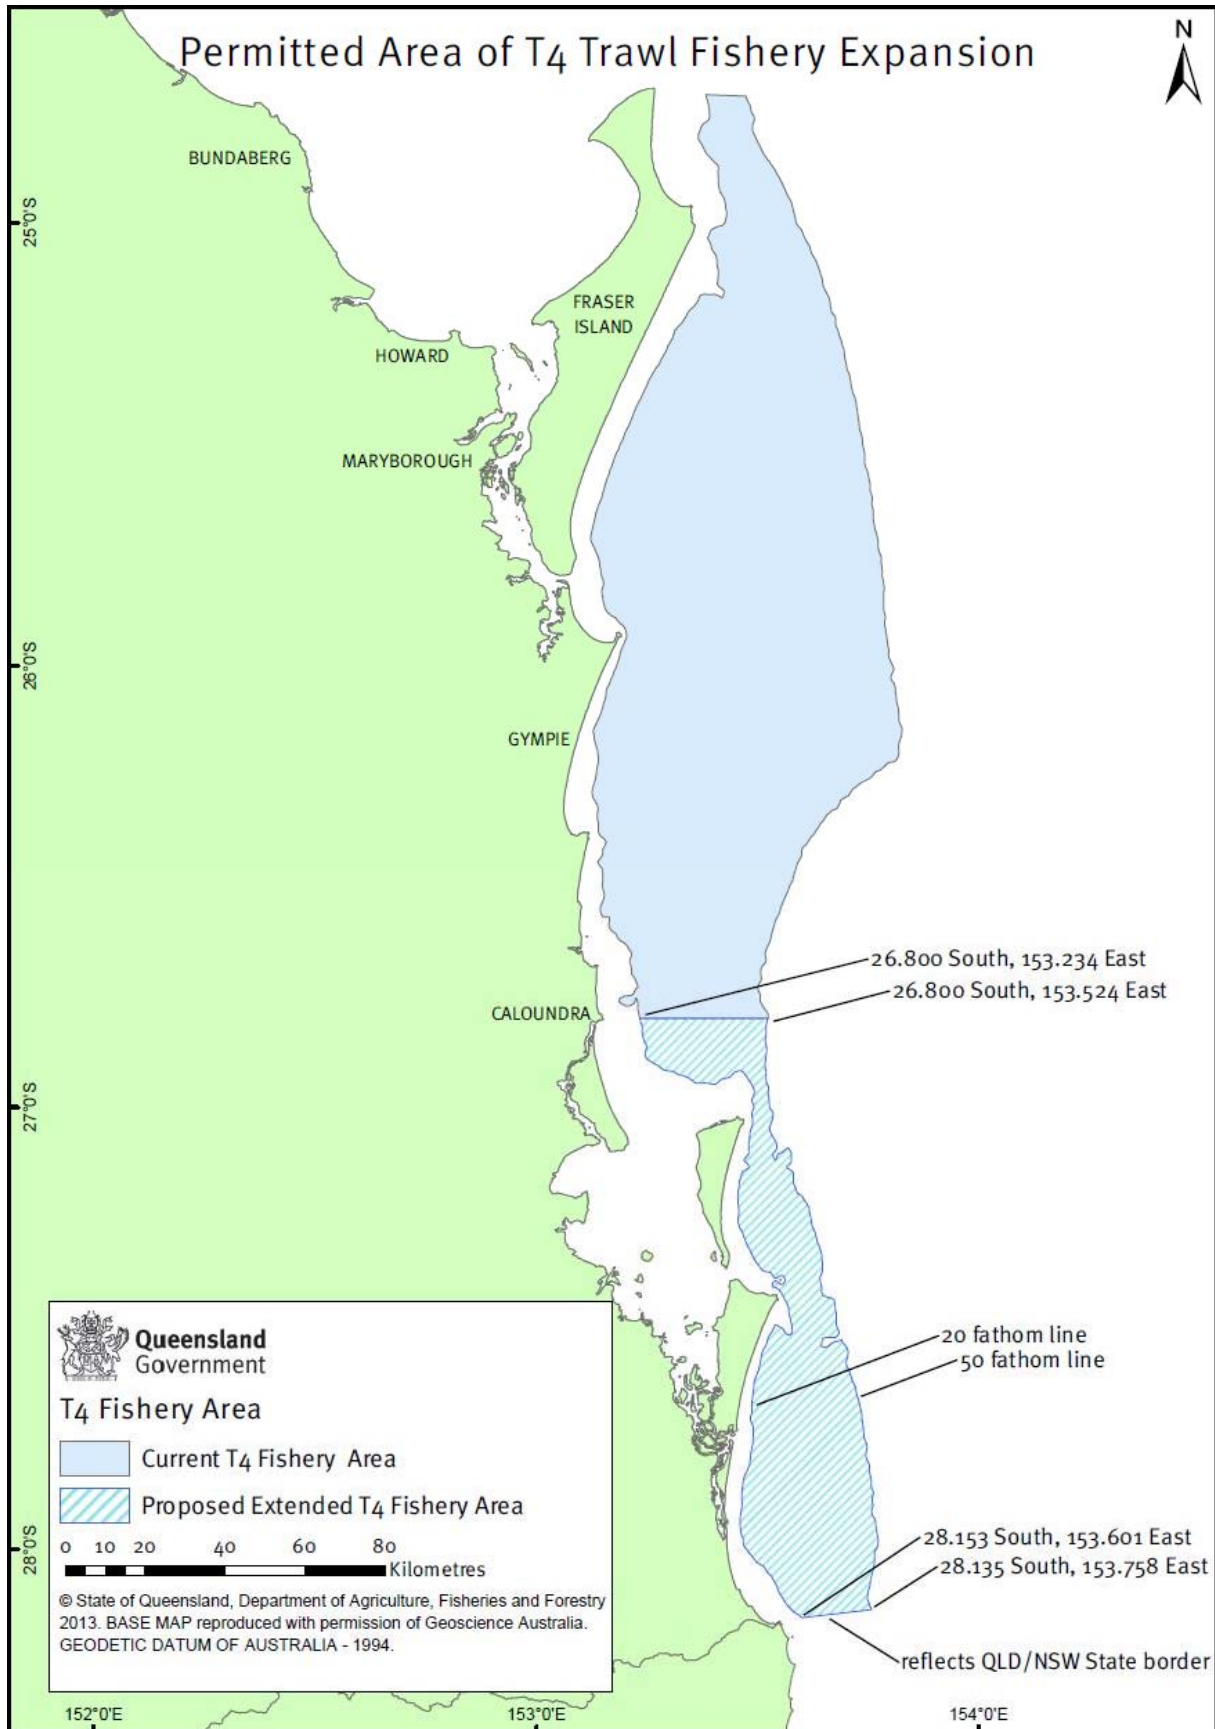 Permitted Area of T4 Trawl Fishery Expansion
N
BUNDABERG
25°0'S
FRASER
ISLAND
HOWARD
MARYBOROUGH
26°0'S
GYMPIE
26.800 South, 153.234 East
26.800 South, 153.524 East
CALOUNDRA
27°0'S
20 fathom line
50 fathom line
Queensland
Government
T4 Fishery Area
Current T4 Fishery Area
Proposed Extended T4 Fishery Area
0 10 20 40 60 80
Kilometres
28°0'S
28.153 South, 153.601 East
28.135 South, 153.758 East
© State of Queensland, Department of Agriculture, Fisheries and Forestry
2013. BASE MAP reproduced with permission of Geoscience Australia.
GEODETIC DATUM OF AUSTRALIA - 1994.
reflects QLD/NSW State border
152°0'E 153°0'E 154°0'E